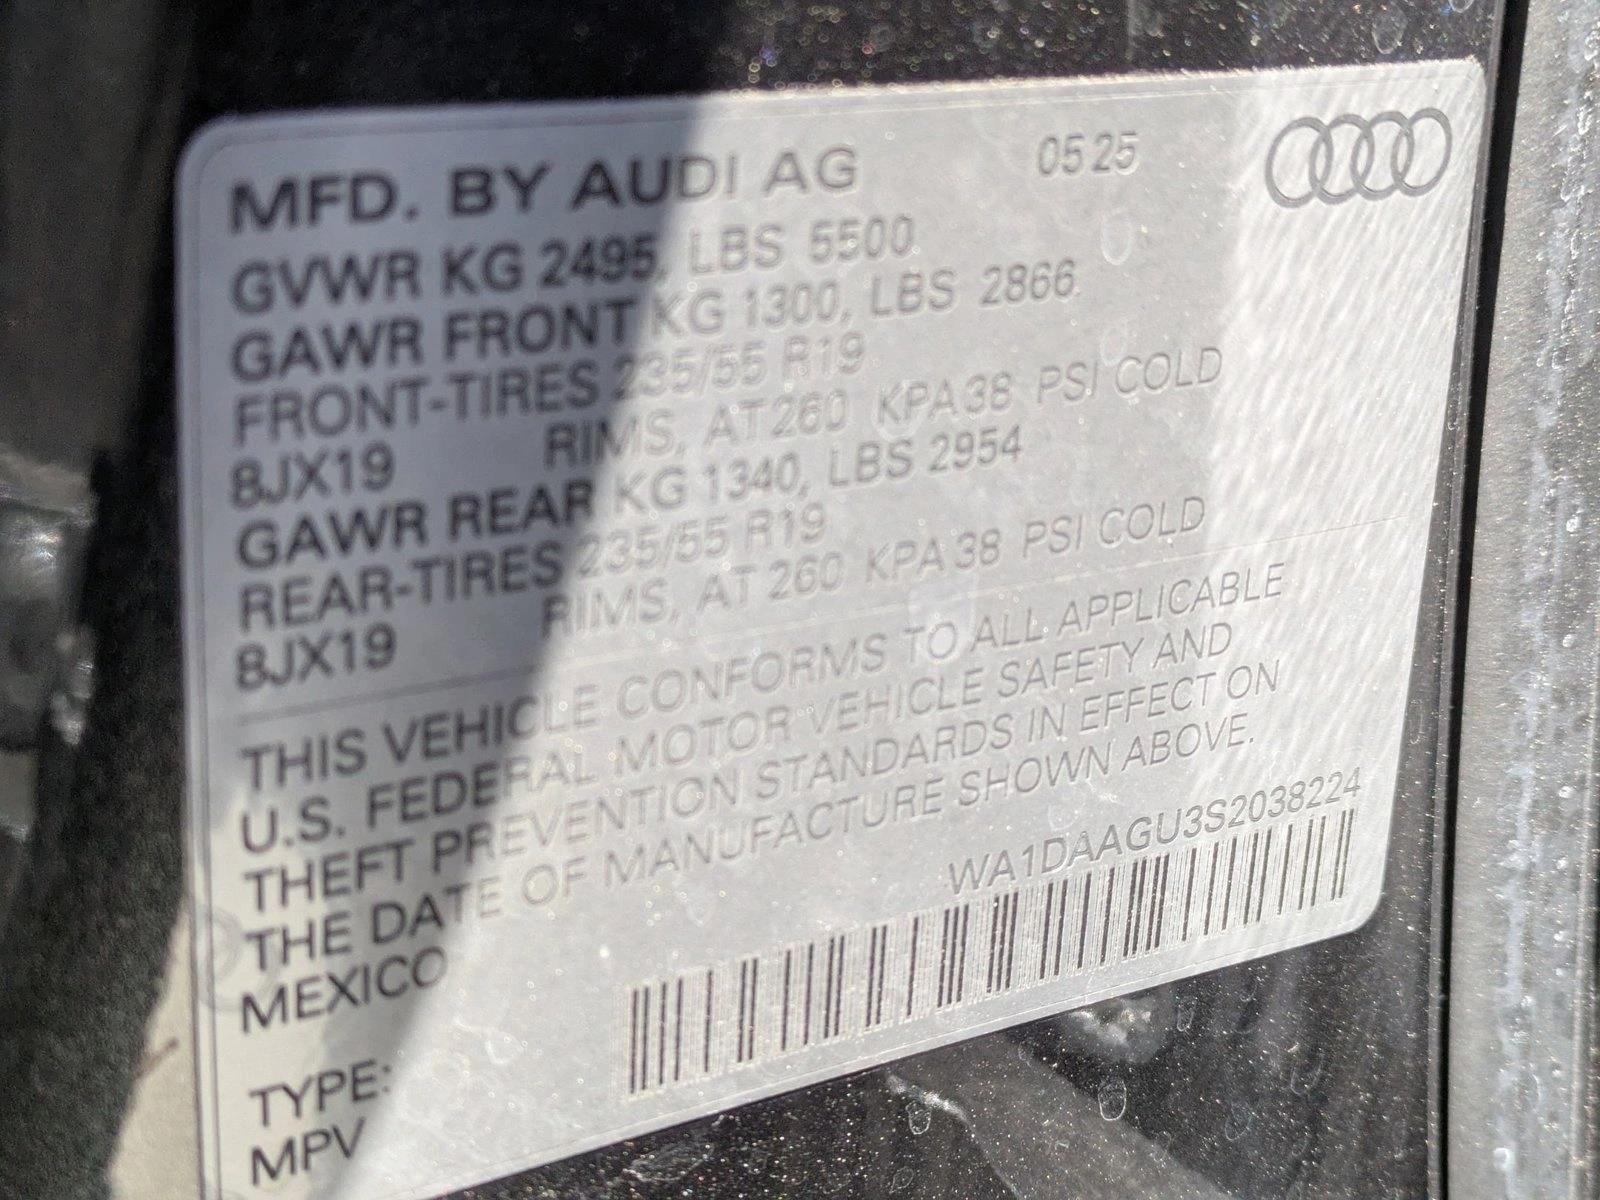 MFD. BY AUDI AG 05 25
GVWR KG 2495, LBS 5500
GAWR FRONT KG 1300, LBS 2866
FRONT-TIRES 235/55 R19
8JX19 RIMS, AT 260 KPA 38 PSI COLD
GAWR REAR KG 1340, LBS 2954
REAR-TIRES 235/55 R19
8JX19 RIMS, AT 260 KPA 38 PSI COLD
THIS VEHICLE CONFORMS TO ALL APPLICABLE
U.S. FEDERAL MOTOR VEHICLE SAFETY AND
THEFT PREVENTION STANDARDS IN EFFECT ON
THE DATE OF MANUFACTURE SHOWN ABOVE.
MEXICO WA1DAAGU3S2038224
TYPE:
MPV